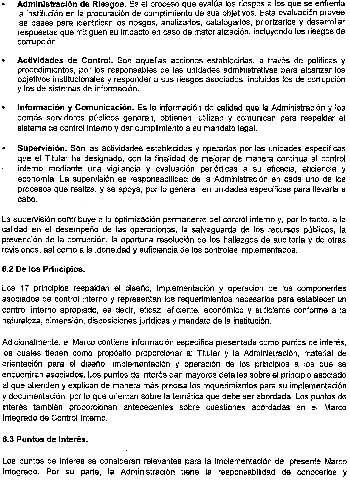 • Administración de Riesgos. Es el proceso que evalúa los riesgos a los que se enfrenta
la institución en la procuración de cumplimiento de sus objetivos. Esta evaluación provee
las bases para identificar los riesgos, analizarlos, catalogarlos, priorizarlos y desarrollar
respuestas que mitiguen su impacto en caso de materialización, incluyendo los riesgos de
corrupción.
• Actividades de Control. Son aquellas acciones establecidas, a través de políticas y
procedimientos, por los responsables de las unidades administrativas para alcanzar los
objetivos institucionales y responder a sus riesgos asociados, incluidos los de corrupción
y los de sistemas de información.
• Información y Comunicación. Es la información de calidad que la Administración y los
demás servidores públicos generan, obtienen, utilizan y comunican para respaldar el
sistema de control interno y dar cumplimiento a su mandato legal.
• Supervisión. Son las actividades establecidas y operadas por las unidades específicas
que el Titular ha designado, con la finalidad de mejorar de manera continua al control
interno mediante una vigilancia y evaluación periódicas a su eficacia, eficiencia y
economía. La supervisión es responsabilidad de la Administración en cada uno de los
procesos que realiza, y se apoya, por lo general, en unidades específicas para llevarla a
cabo.
La supervisión contribuye a la optimización permanente del control interno y, por lo tanto, a la
calidad en el desempeño de las operaciones, la salvaguarda de los recursos públicos, la
prevención de la corrupción, la oportuna resolución de los hallazgos de auditoría y de otras
revisiones, así como a la idoneidad y suficiencia de los controles implementados.
6.2 De los Principios.
Los 17 principios respaldan el diseño, implementación y operación de los componentes
asociados de control interno y representan los requerimientos necesarios para establecer un
control interno apropiado, es decir, eficaz, eficiente, económico y suficiente conforme a la
naturaleza, dimensión, disposiciones jurídicas y mandato de la institución.
Adicionalmente, el Marco contiene información específica presentada como puntos de interés,
los cuales tienen como propósito proporcionar al Titular y la Administración, material de
orientación para el diseño, implementación y operación de los principios a los que se
encuentran asociados. Los puntos de interés dan mayores detalles sobre el principio asociado
al que atienden y explican de manera más precisa los requerimientos para su implementación
y documentación, por lo que orientan sobre la temática que debe ser abordada. Los puntos de
interés también proporcionan antecedentes sobre cuestiones abordadas en el Marco
Integrado de Control Interno.
6.3 Puntos de Interés.
Los puntos de interés se consideran relevantes para la implementación del presente Marco
Integrado. Por su parte, la Administración tiene la responsabilidad de conocerlos y